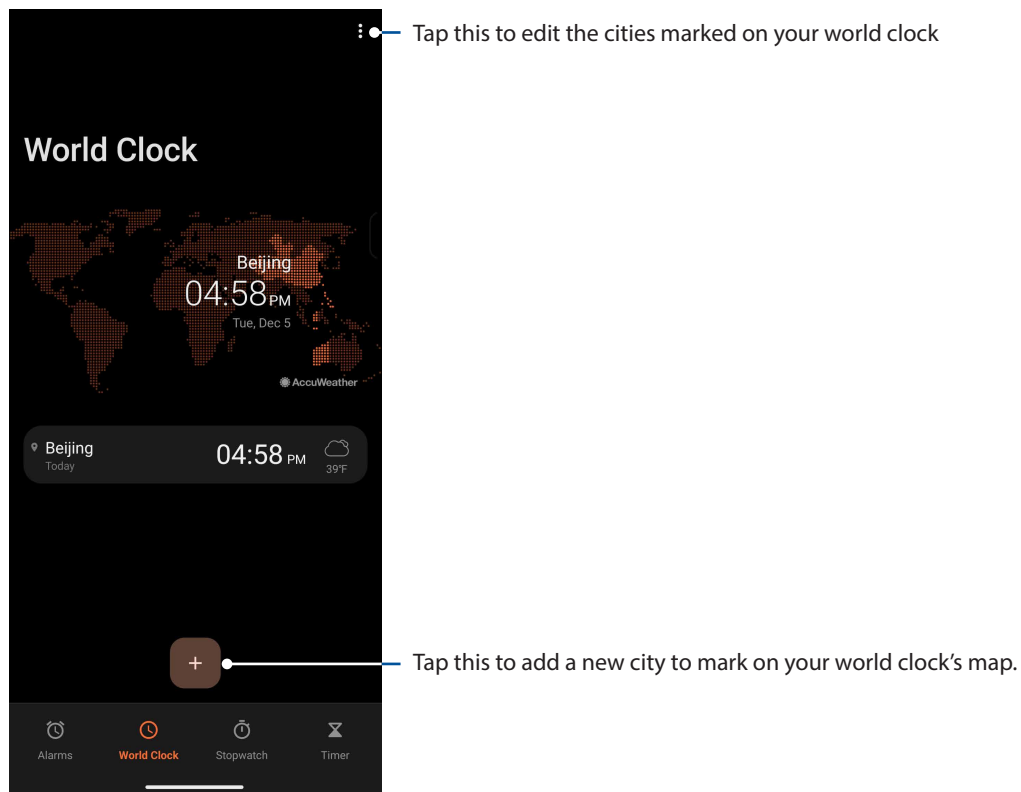 Tap this to edit the cities marked on your world clock
World Clock
Beijing
04:58 PM
Tue, Dec 5
AccuWeather
Beijing
Today
04:58 PM
39°F
+
Tap this to add a new city to mark on your world clock’s map.
Alarms
World Clock
Stopwatch
Timer